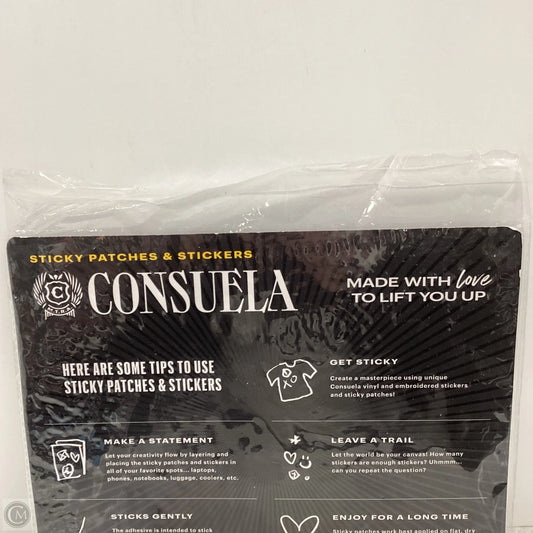 STICKY PATCHES & STICKERS
CONSUELA
MADE WITH love
TO LIFT YOU UP
HERE ARE SOME TIPS TO USE
STICKY PATCHES & STICKERS
GET STICKY
Create a masterpiece using unique
Consuela vinyl and embroidered stickers
and sticky patches!
MAKE A STATEMENT
Let your creativity flow by layering and
placing the sticky patches and stickers in
all of your favorite spots... laptops,
phones, notebooks, luggage, coolers, etc.
LEAVE A TRAIL
Let the world be your canvas! How many
stickers are enough stickers? Uhmmm...
can you repeat the question?
STICKS GENTLY
The adhesive is intended to stick
ENJOY FOR A LONG TIME
Sticky patches work best applied on flat, dry